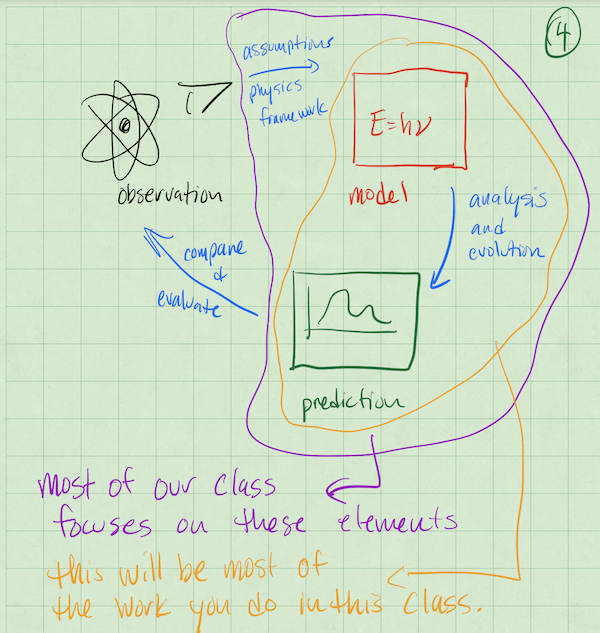 4
assumptions
physics
framework
E=hν
observation
model
analysis
and
evolution
compare
&
evaluate
prediction
most of our class
focuses on these elements
this will be most of
the work you do in this class.